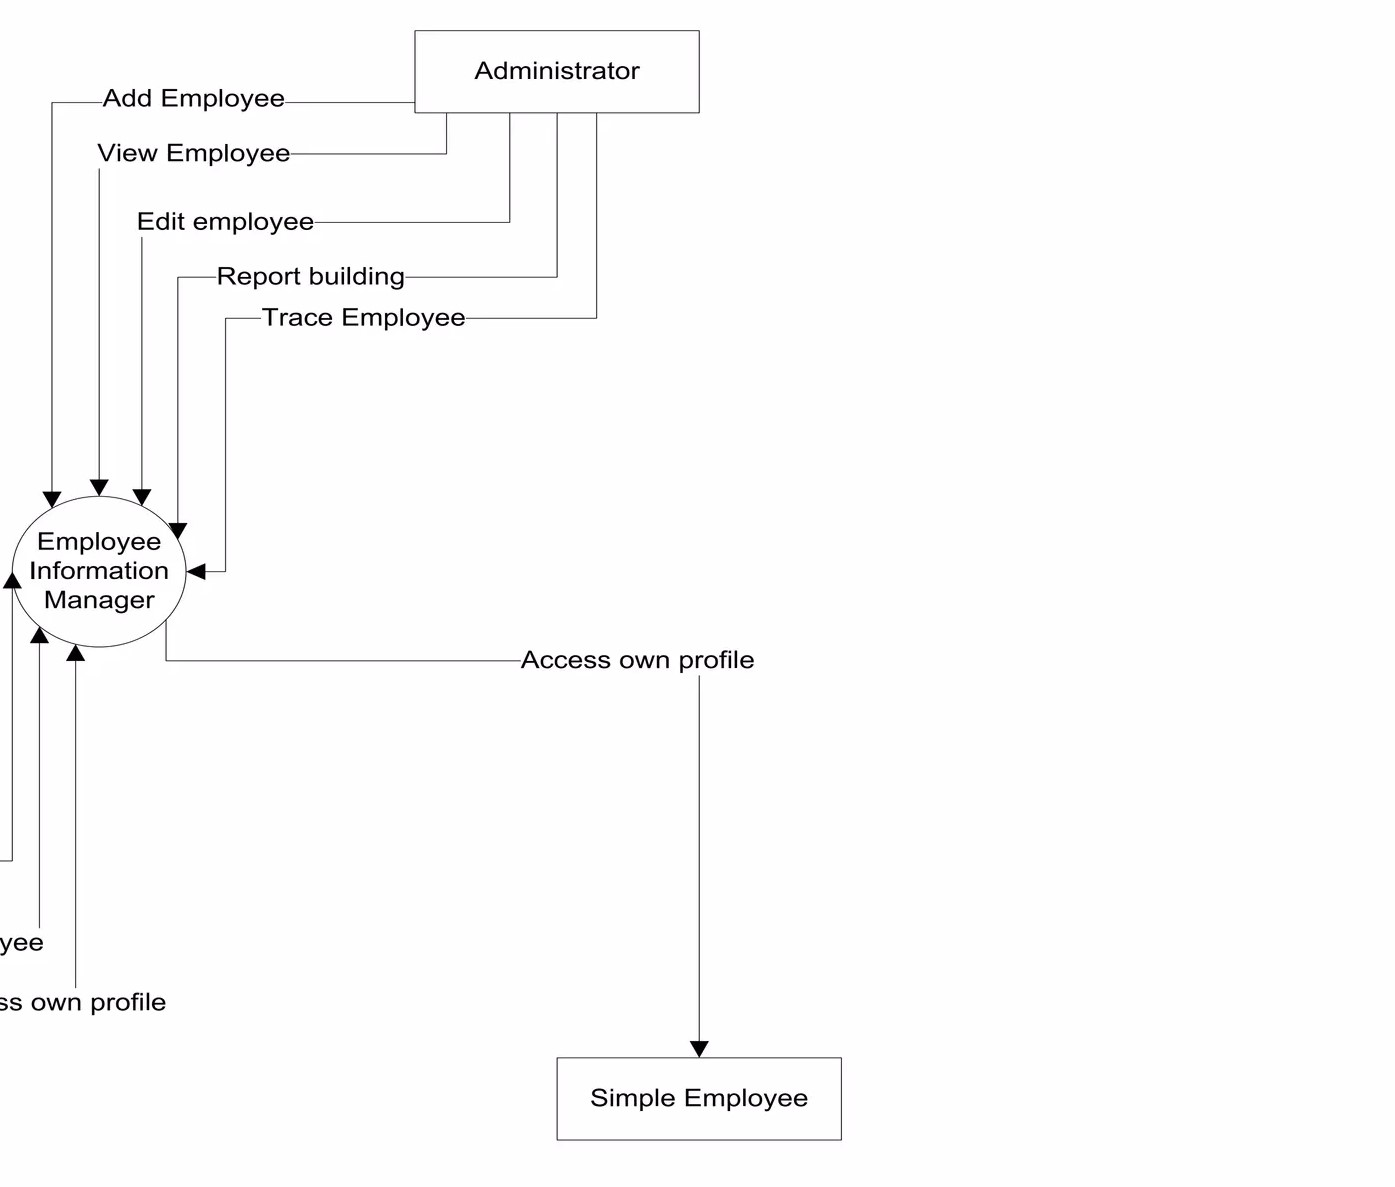 Administrator
Add Employee
View Employee
Edit employee
Report building
Trace Employee
Employee
Information
Manager
Access own profile
yee
ss own profile
Simple Employee